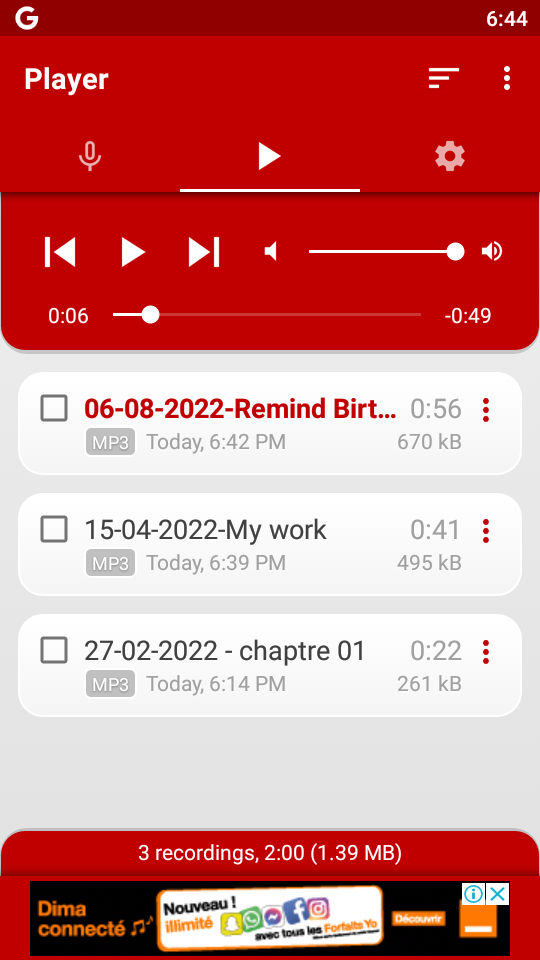 G 6:44
Player
0:06 -0:49
06-08-2022-Remind Birt... 0:56
MP3 Today, 6:42 PM 670 kB
15-04-2022-My work 0:41
MP3 Today, 6:39 PM 495 kB
27-02-2022 - chaptre 01 0:22
MP3 Today, 6:14 PM 261 kB
3 recordings, 2:00 (1.39 MB)
Dima
connecté
Nouveau !
illimité
avec tous les Forfaits Yo
Découvrir